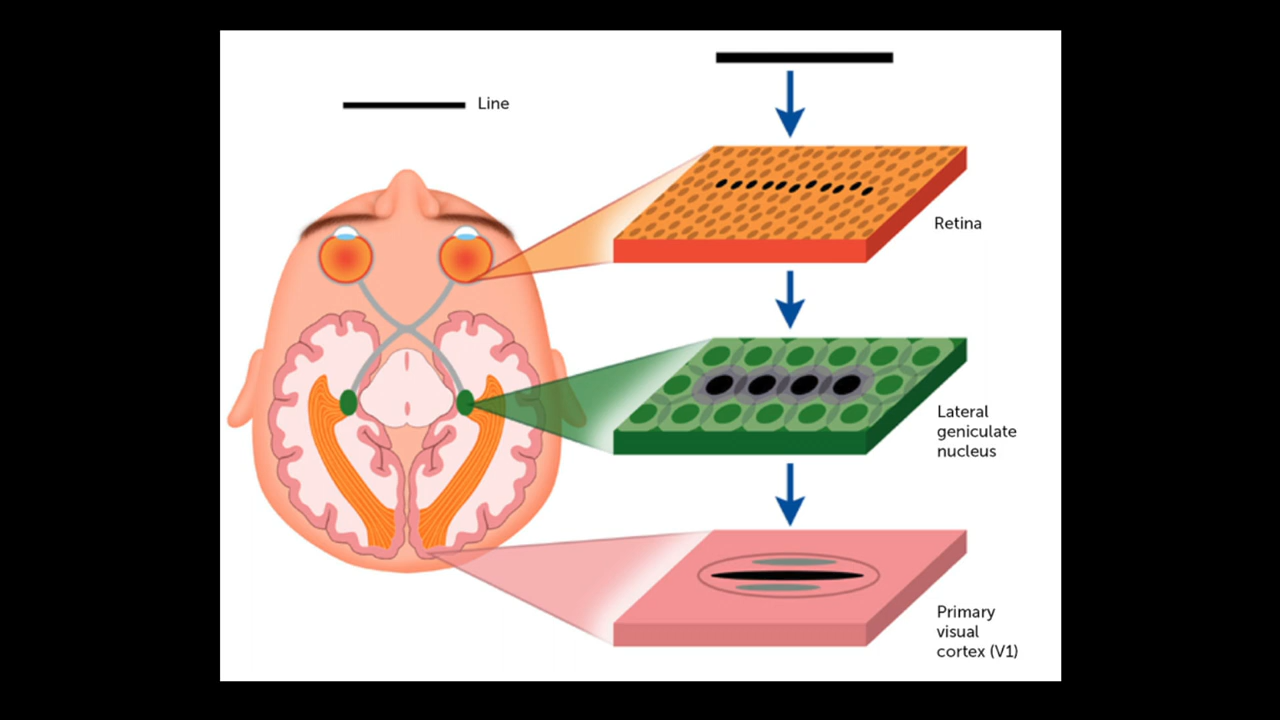 Line
Retina
Lateral
geniculate
nucleus
Primary
visual
cortex (V1)